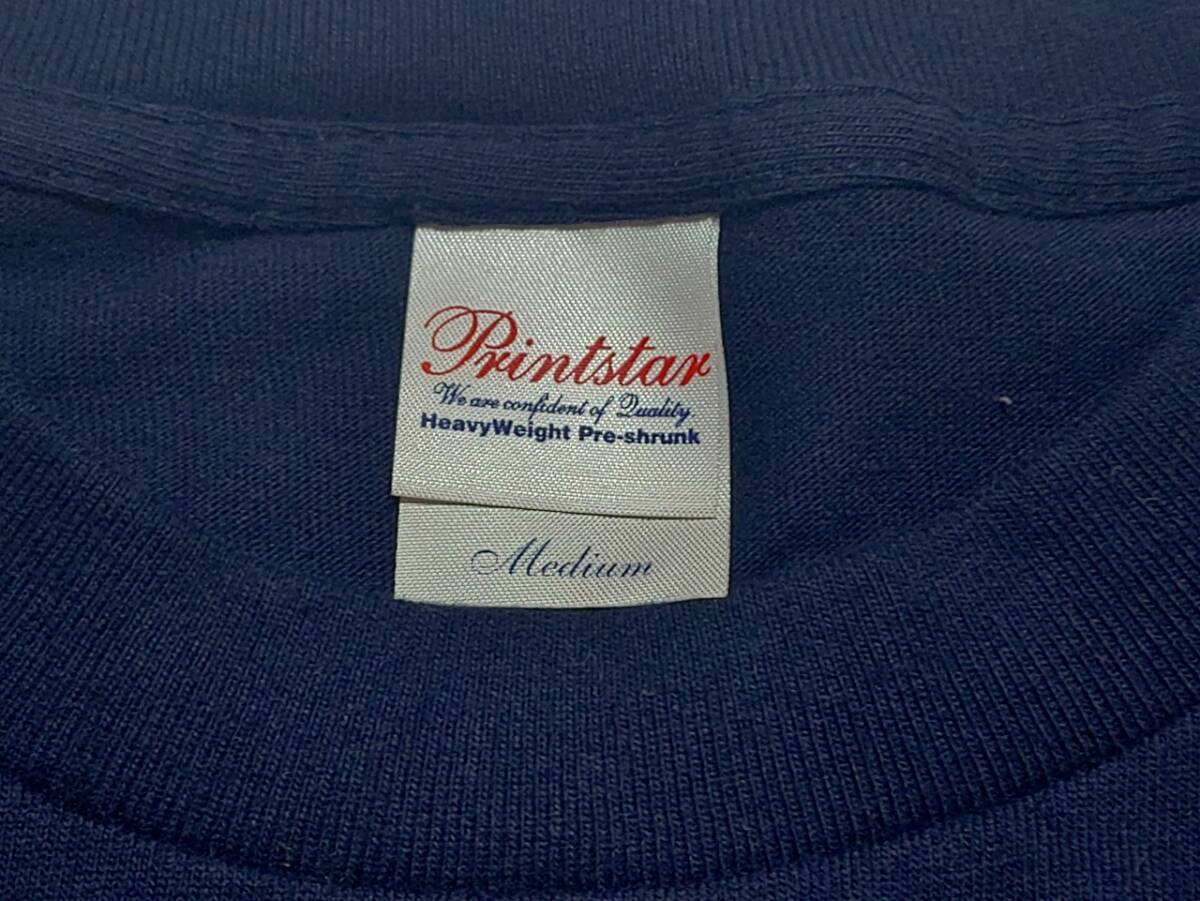 Printstar
We are confident of Quality
HeavyWeight Pre-shrunk
Medium